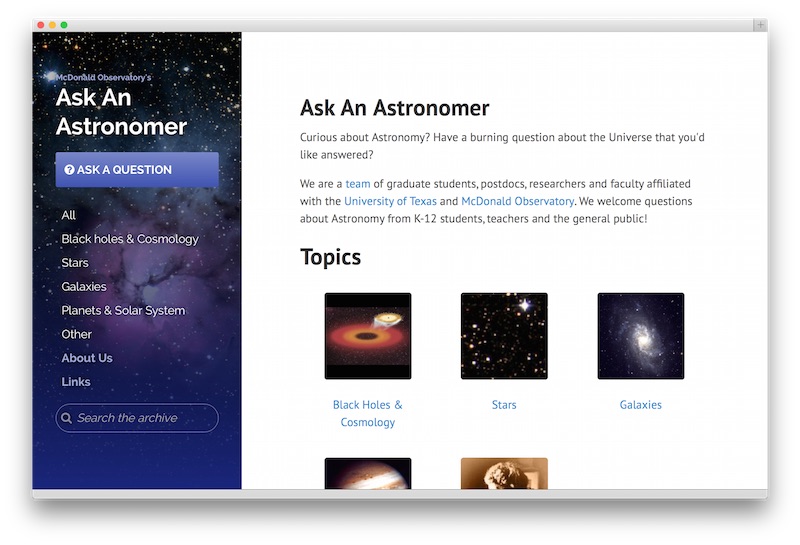 McDonald Observatory's
Ask An
Astronomer
ASK A QUESTION
All
Black holes & Cosmology
Stars
Galaxies
Planets & Solar System
Other
About Us
Links
Search the archive
Ask An Astronomer
Curious about Astronomy? Have a burning question about the Universe that you'd
like answered?
We are a team of graduate students, postdocs, researchers and faculty affiliated
with the University of Texas and McDonald Observatory. We welcome questions
about Astronomy from K-12 students, teachers and the general public!
Topics
Black Holes &
Cosmology
Stars
Galaxies